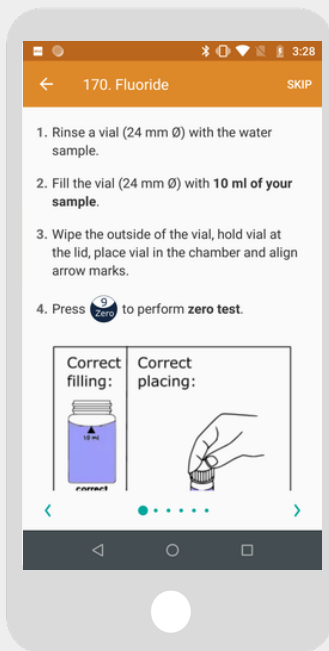 3:28
170. Fluoride
SKIP
1. Rinse a vial (24 mm Ø) with the water
sample.
2. Fill the vial (24 mm Ø) with 10 ml of your
sample.
3. Wipe the outside of the vial, hold vial at
the lid, place vial in the chamber and align
arrow marks.
4. Press 9 Zero to perform zero test.
Correct
filling:
10 ml
correct
Correct
placing: